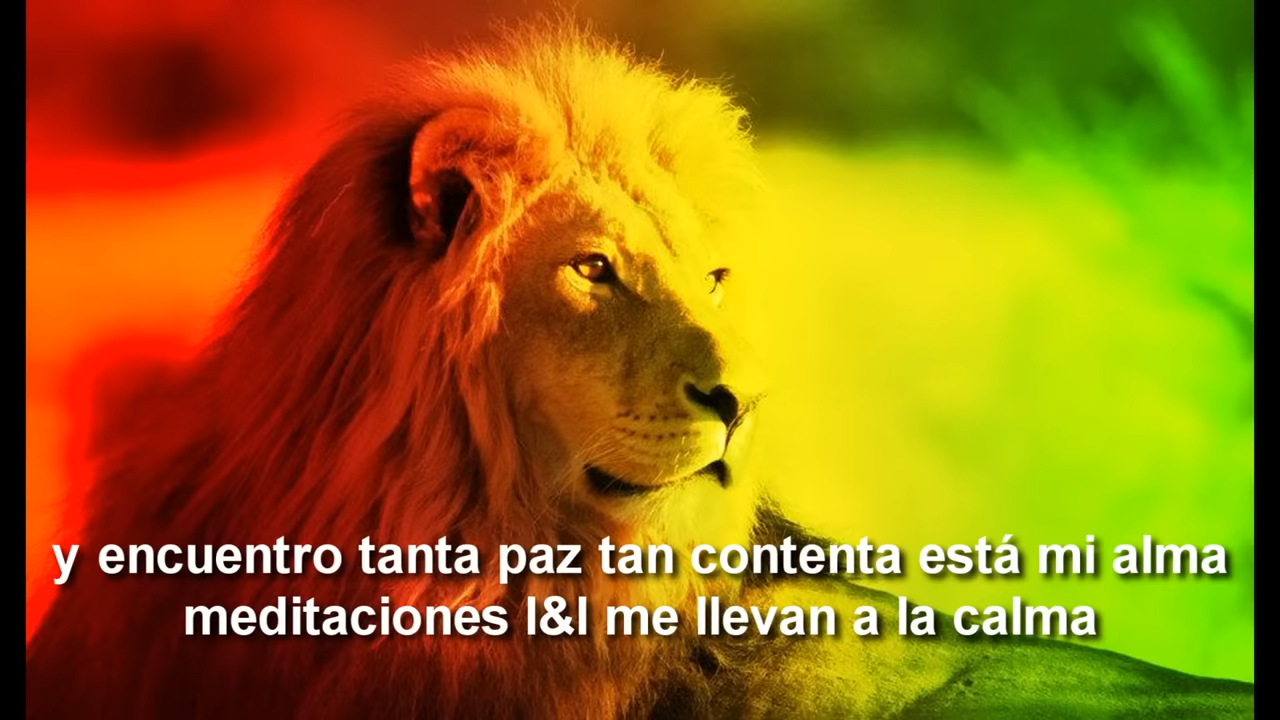 y encuentro tanta paz tan contenta está mi alma
meditaciones I&I me llevan a la calma